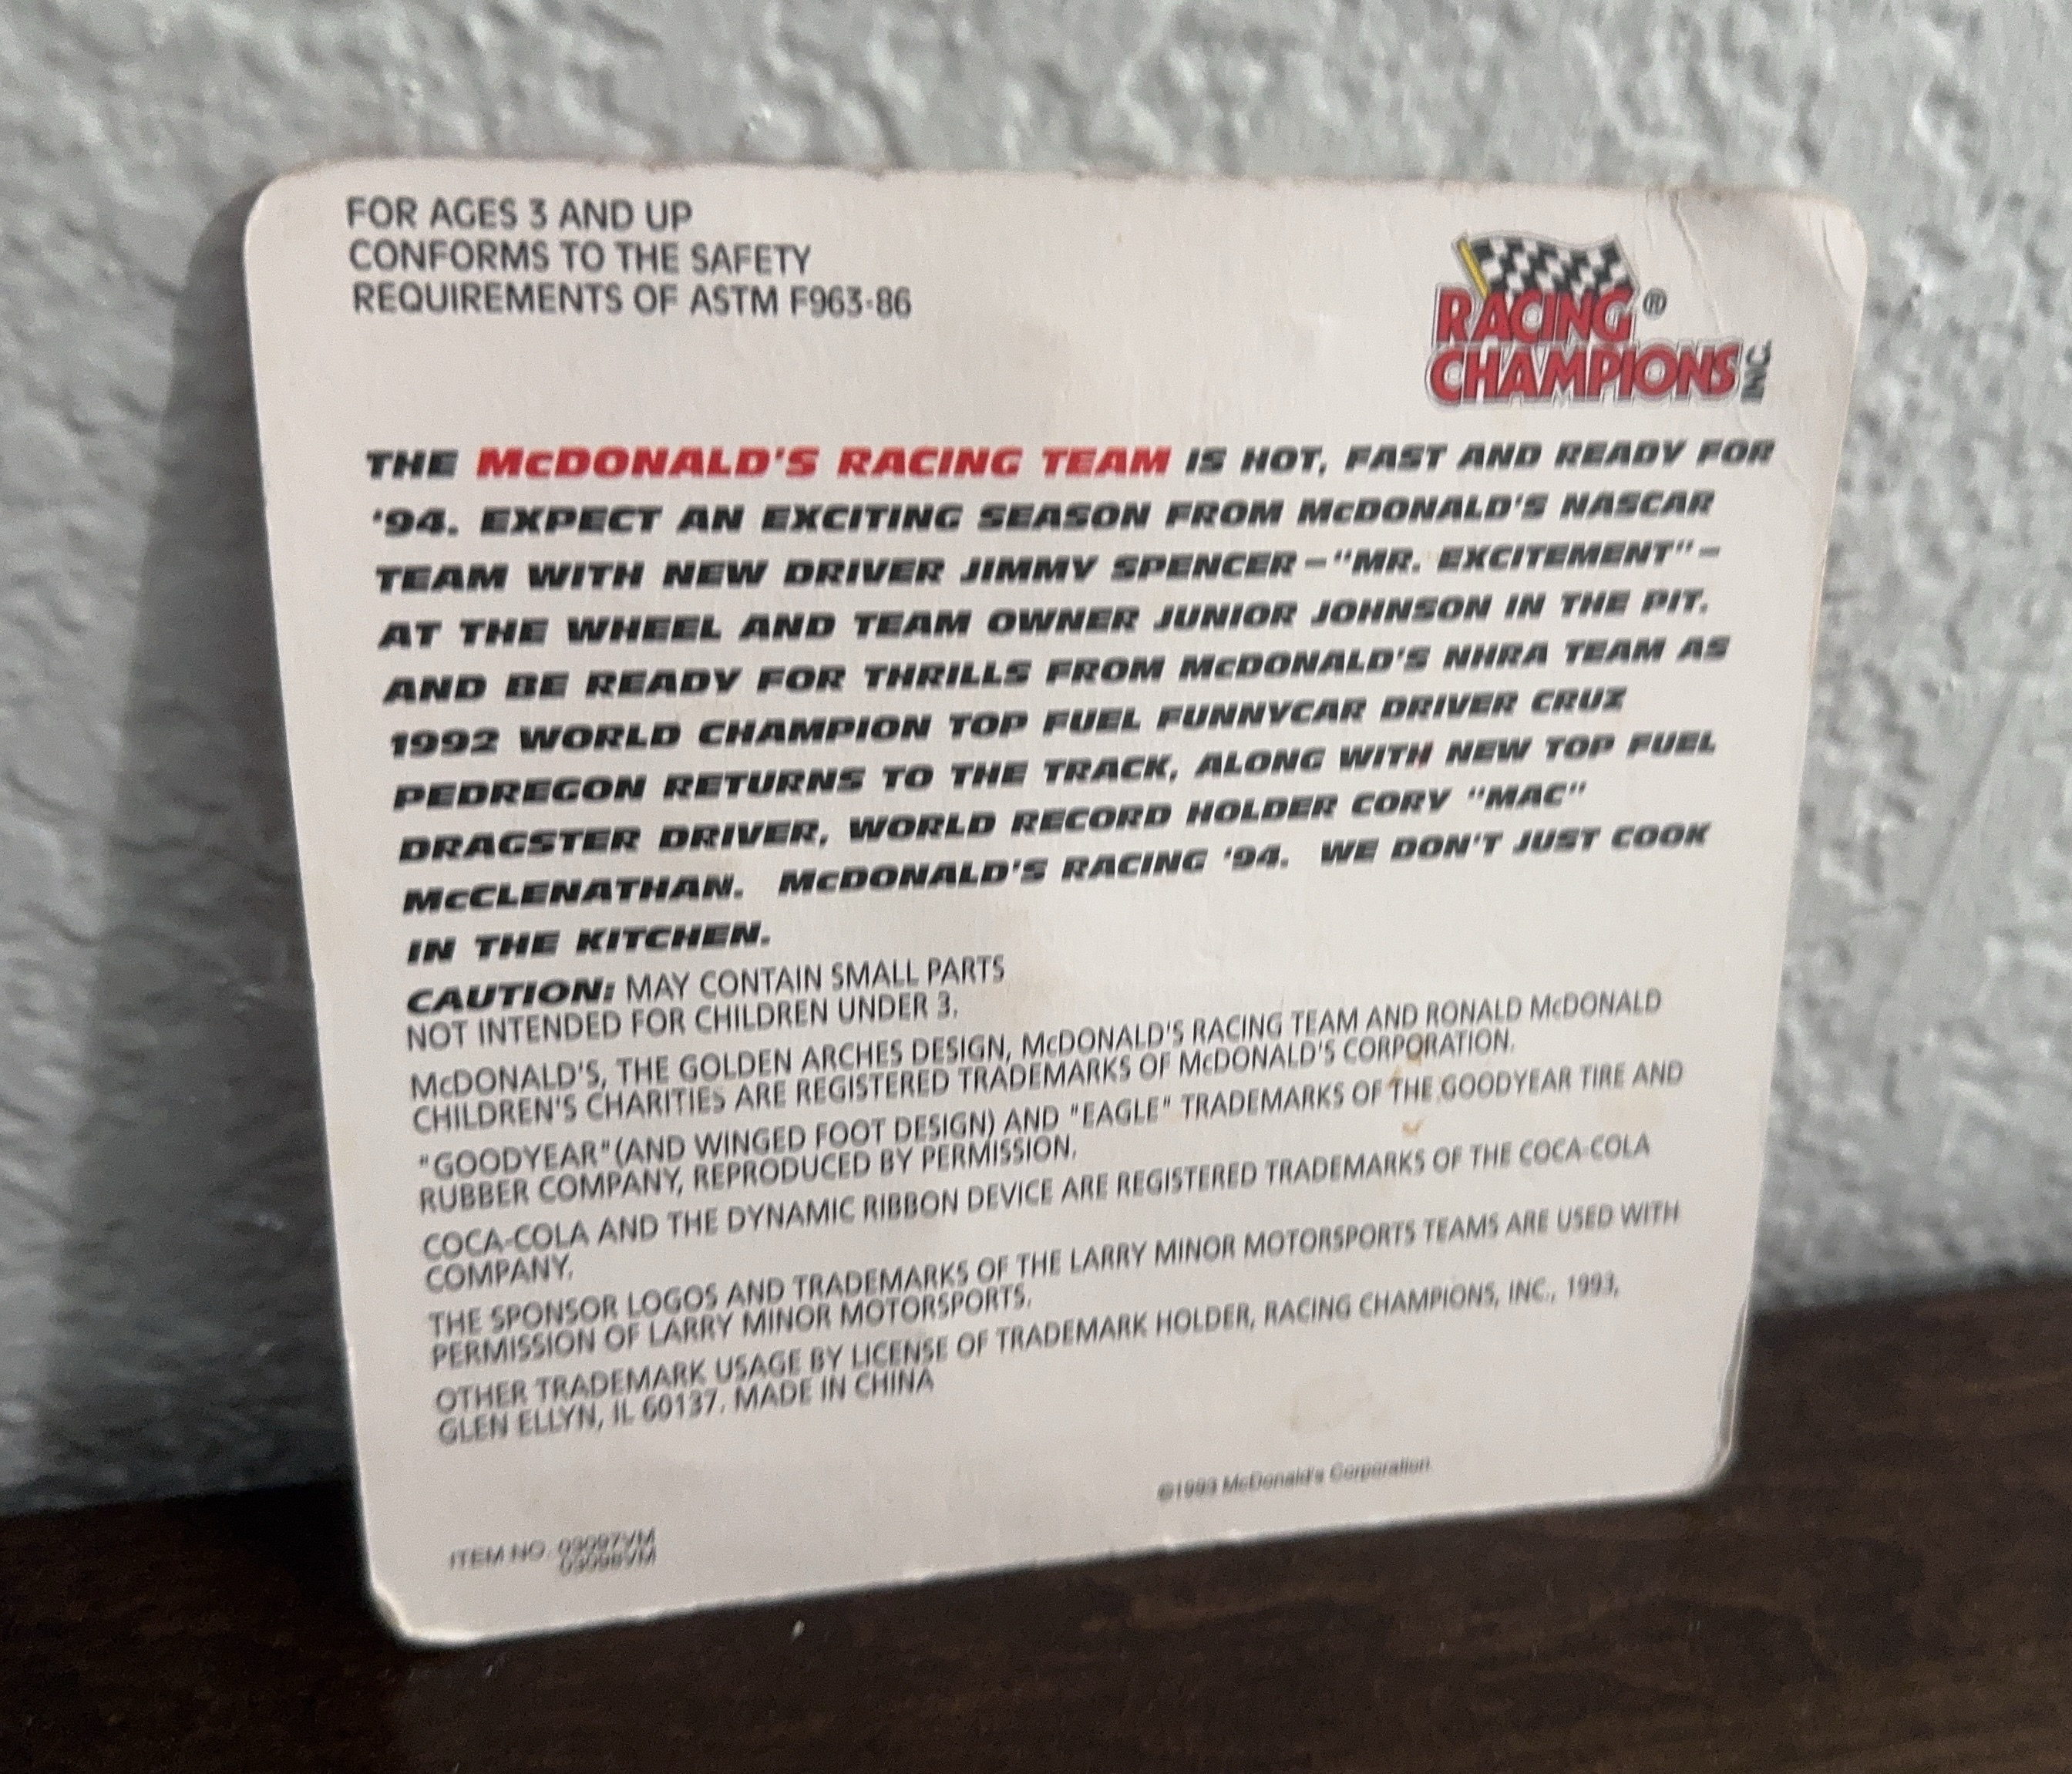 FOR AGES 3 AND UP
CONFORMS TO THE SAFETY
REQUIREMENTS OF ASTM F963-86
RACING ®
CHAMPIONS INC.
THE McDONALD'S RACING TEAM IS HOT, FAST AND READY FOR
'94. EXPECT AN EXCITING SEASON FROM McDONALD'S NASCAR
TEAM WITH NEW DRIVER JIMMY SPENCER–"MR. EXCITEMENT"–
AT THE WHEEL AND TEAM OWNER JUNIOR JOHNSON IN THE PIT.
AND BE READY FOR THRILLS FROM McDONALD'S NHRA TEAM AS
1992 WORLD CHAMPION TOP FUEL FUNNYCAR DRIVER CRUZ
PEDREGON RETURNS TO THE TRACK, ALONG WITH NEW TOP FUEL
DRAGSTER DRIVER, WORLD RECORD HOLDER CORY "MAC"
McCLENATHAN. McDONALD'S RACING '94. WE DON'T JUST COOK
IN THE KITCHEN.
CAUTION: MAY CONTAIN SMALL PARTS
NOT INTENDED FOR CHILDREN UNDER 3.
McDONALD'S, THE GOLDEN ARCHES DESIGN, McDONALD'S RACING TEAM AND RONALD McDONALD
CHILDREN'S CHARITIES ARE REGISTERED TRADEMARKS OF McDONALD'S CORPORATION.
"GOODYEAR"(AND WINGED FOOT DESIGN) AND "EAGLE" TRADEMARKS OF THE GOODYEAR TIRE AND
RUBBER COMPANY, REPRODUCED BY PERMISSION.
COCA-COLA AND THE DYNAMIC RIBBON DEVICE ARE REGISTERED TRADEMARKS OF THE COCA-COLA
COMPANY.
THE SPONSOR LOGOS AND TRADEMARKS OF THE LARRY MINOR MOTORSPORTS TEAMS ARE USED WITH
PERMISSION OF LARRY MINOR MOTORSPORTS.
OTHER TRADEMARK USAGE BY LICENSE OF TRADEMARK HOLDER, RACING CHAMPIONS, INC., 1993,
GLEN ELLYN, IL 60137. MADE IN CHINA
©1993 McDonald's Corporation
ITEM NO. 03097VM
03098VM